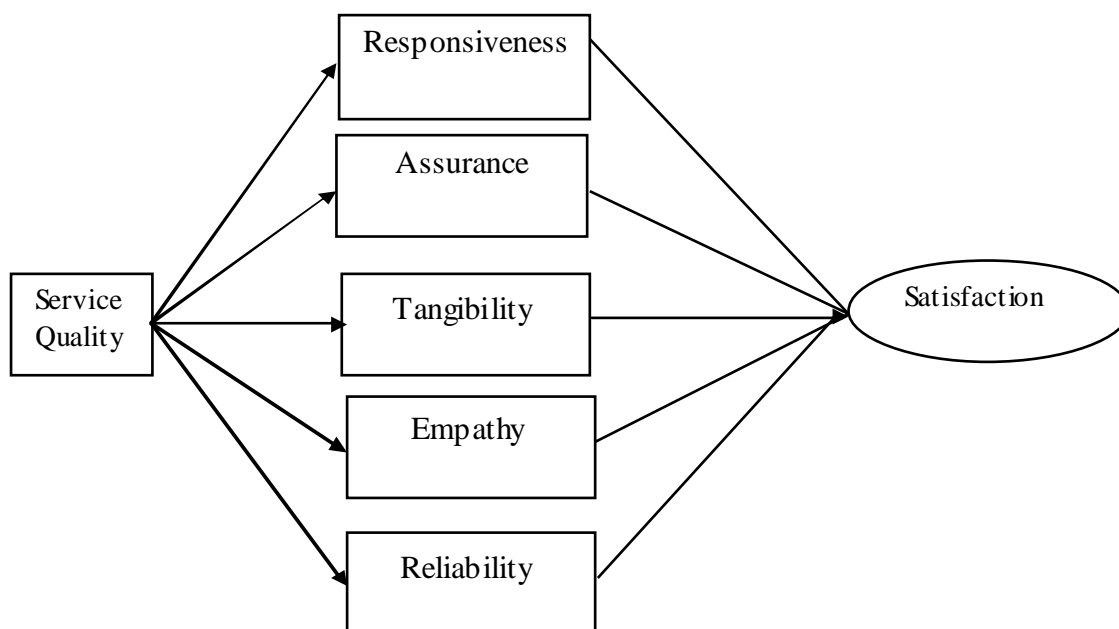 Responsiveness
Assurance
Service
Quality
Tangibility
Satisfaction
Empathy
Reliability